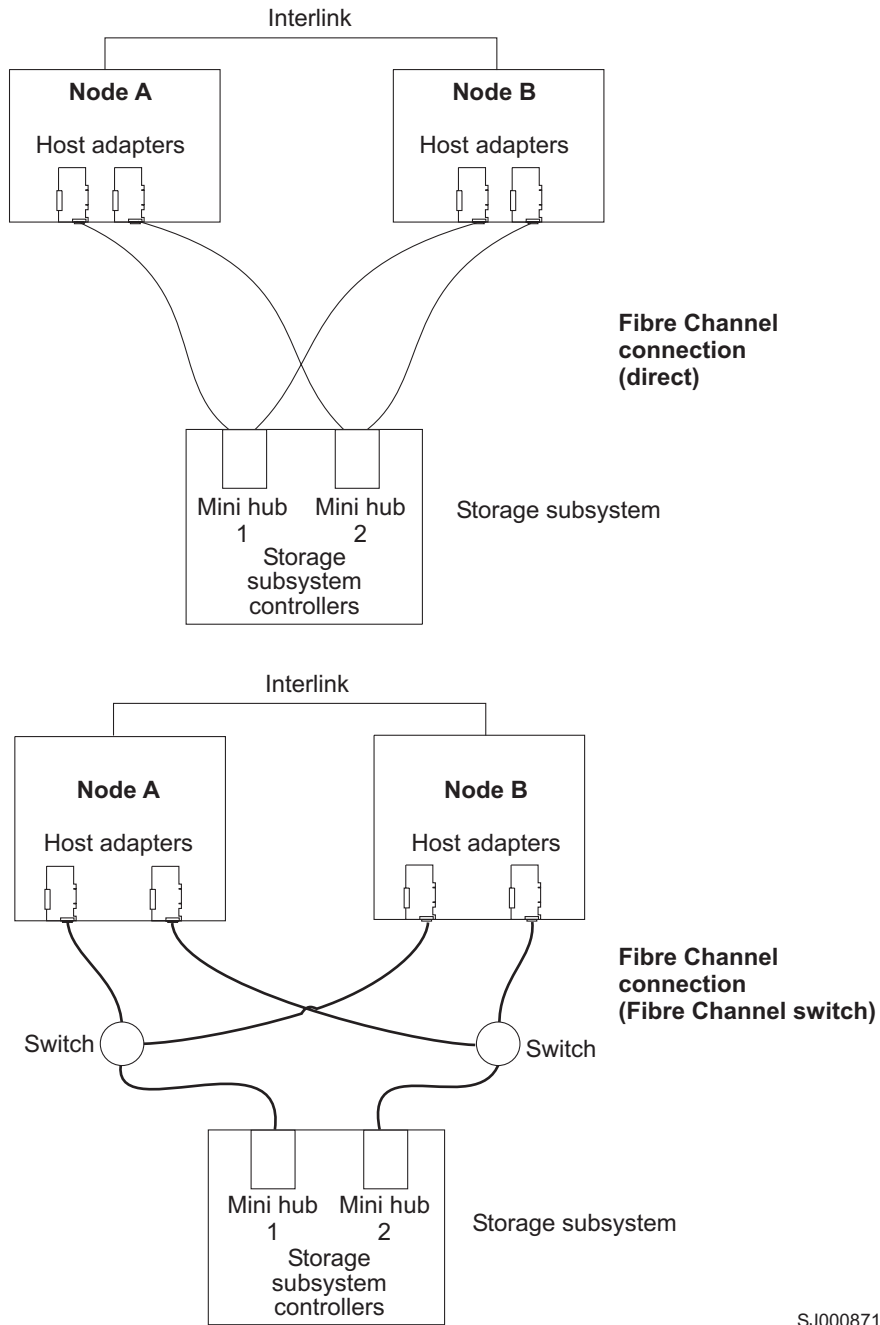 Interlink
Node A
Node B
Host adapters
Host adapters
Fibre Channel
connection
(direct)
Mini hub
1
Mini hub
2
Storage subsystem
Storage
subsystem
controllers
Interlink
Node A
Node B
Host adapters
Host adapters
Fibre Channel
connection
(Fibre Channel switch)
Switch
Switch
Mini hub
1
Mini hub
2
Storage subsystem
Storage
subsystem
controllers
SJ000871